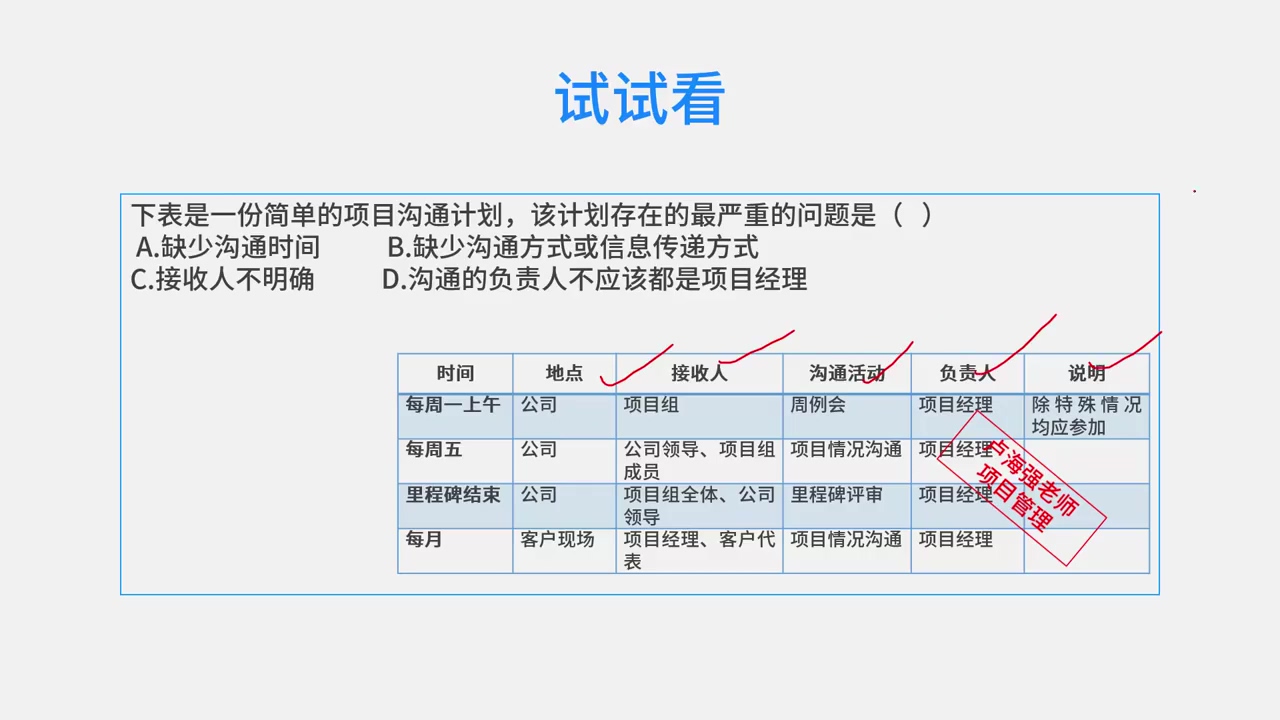 试试看
下表是一份简单的项目沟通计划，该计划存在的最严重的问题是（ ）
A.缺少沟通时间 B.缺少沟通方式或信息传递方式
C.接收人不明确 D.沟通的负责人不应该都是项目经理
时间 地点 接收人 沟通活动 负责人 说明
每周一上午 公司 项目组 周例会 项目经理 除特殊情况
均应参加
每周五 公司 公司领导、项目组 项目情况沟通 项目经理
成员
里程碑结束 公司 项目组全体、公司 里程碑评审 项目经理
领导
每月 客户现场 项目经理、客户代 项目情况沟通 项目经理
表
卢海强老师
项目管理